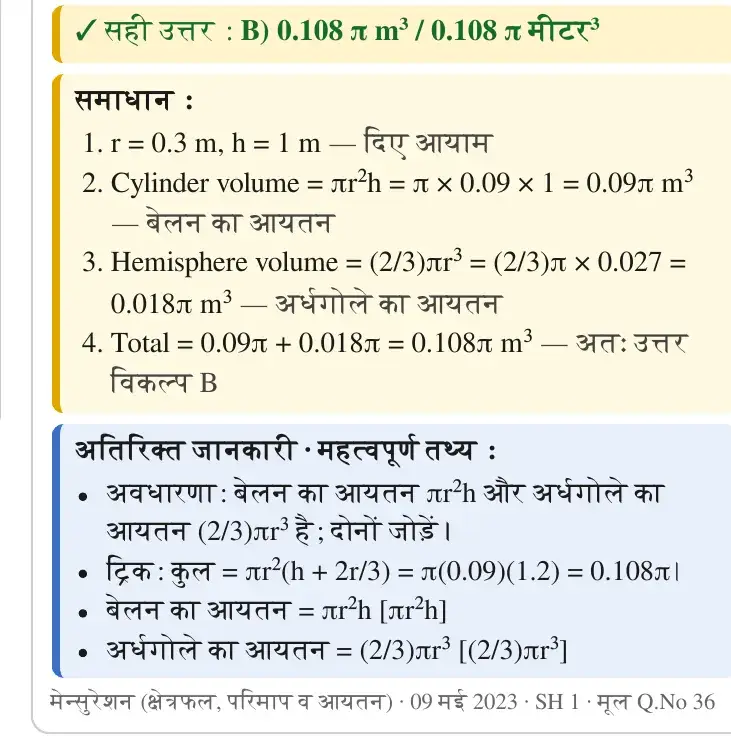 ✓ सही उत्तर : B) 0.108 π m³ / 0.108 π मीटर³
समाधान :
1. r = 0.3 m, h = 1 m — दिए आयाम
2. Cylinder volume = πr²h = π × 0.09 × 1 = 0.09π m³
— बेलन का आयतन
3. Hemisphere volume = (2/3)πr³ = (2/3)π × 0.027 =
0.018π m³ — अर्धगोले का आयतन
4. Total = 0.09π + 0.018π = 0.108π m³ — अतः उत्तर
विकल्प B
अतिरिक्त जानकारी · महत्वपूर्ण तथ्य :
• अवधारणा : बेलन का आयतन πr²h और अर्धगोले का
आयतन (2/3)πr³ है ; दोनों जोड़ें।
• ट्रिक : कुल = πr²(h + 2r/3) = π(0.09)(1.2) = 0.108π।
• बेलन का आयतन = πr²h [πr²h]
• अर्धगोले का आयतन = (2/3)πr³ [(2/3)πr³]
मेन्सुरेशन (क्षेत्रफल, परिमाप व आयतन) · 09 मई 2023 · SH 1 · मूल Q.No 36